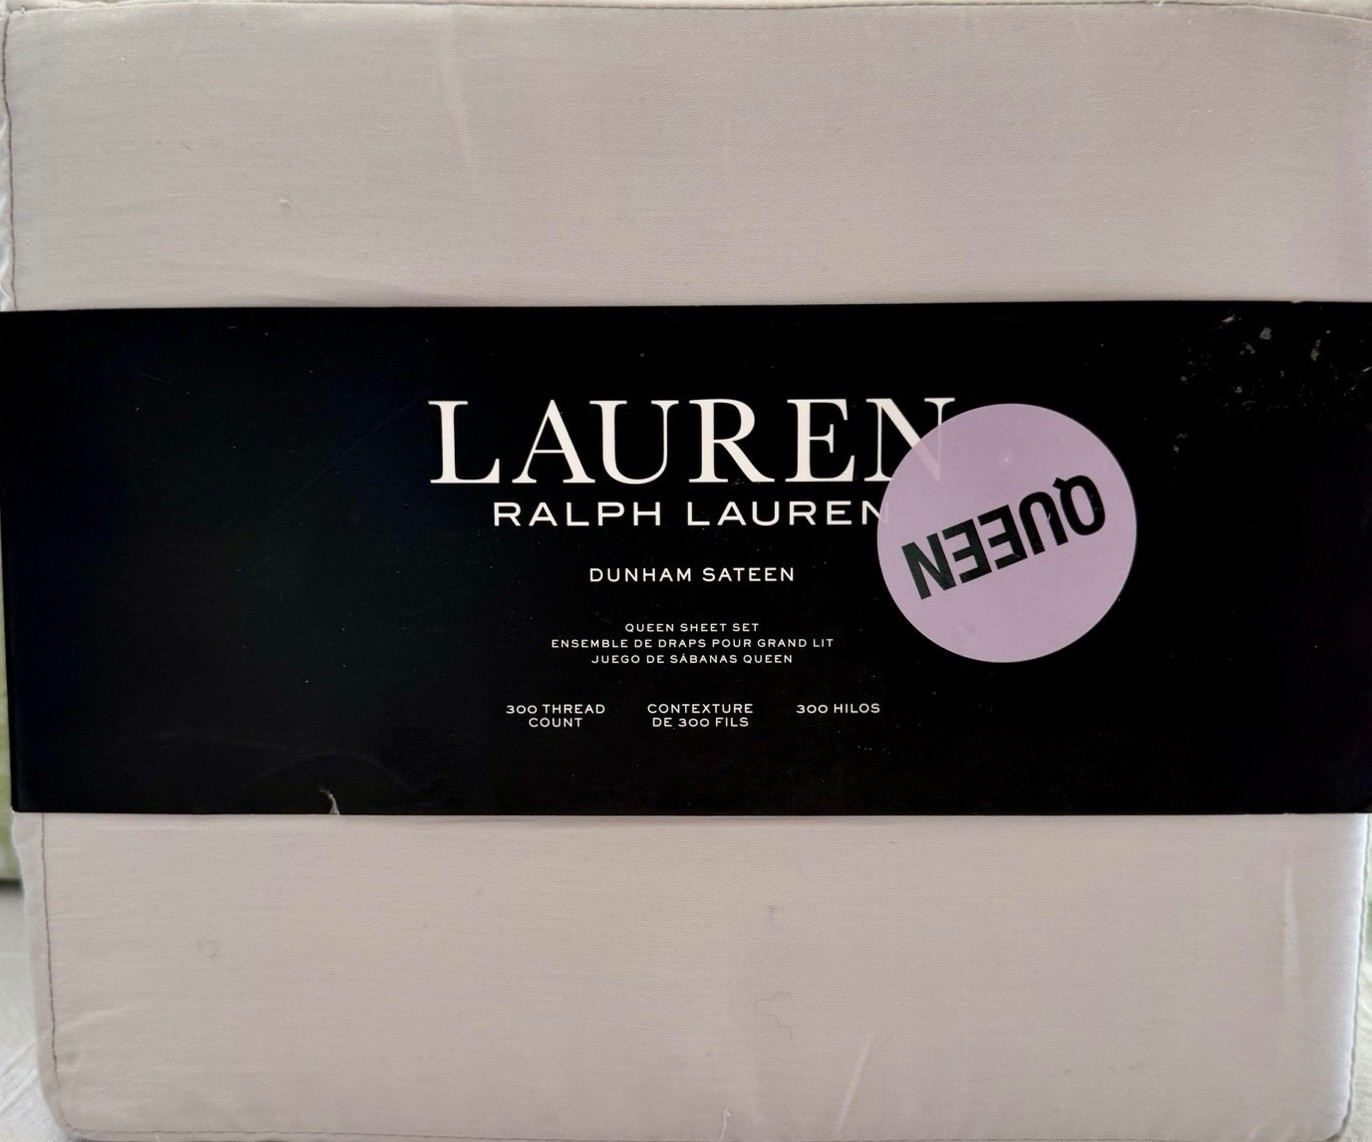 LAUREN
RALPH LAUREN
QUEEN
DUNHAM SATEEN
QUEEN SHEET SET
ENSEMBLE DE DRAPS POUR GRAND LIT
JUEGO DE SÁBANAS QUEEN
300 THREAD COUNT
CONTEXTURE DE 300 FILS
300 HILOS